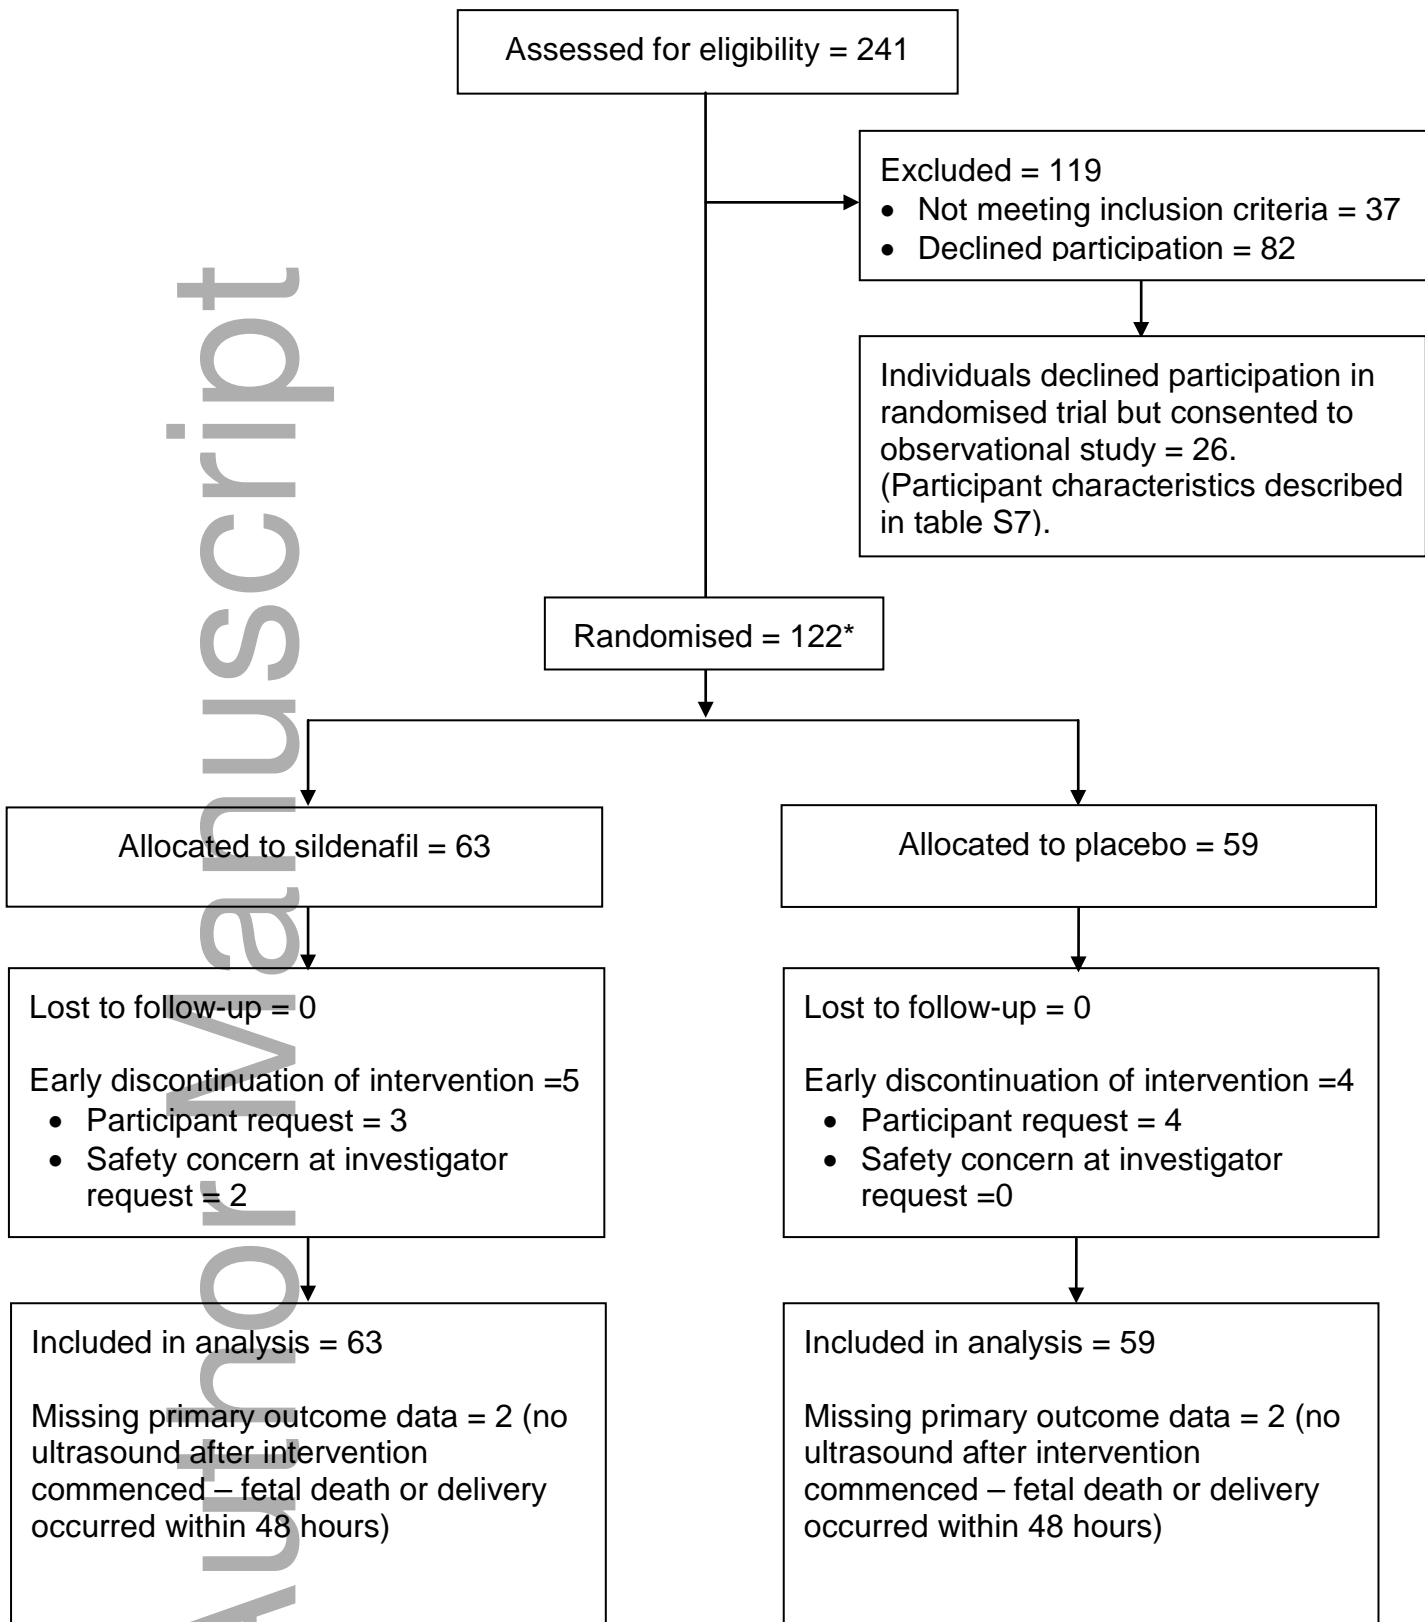 Assessed for eligibility = 241
Excluded = 119
• Not meeting inclusion criteria = 37
• Declined participation = 82
Individuals declined participation in
randomised trial but consented to
observational study = 26.
(Participant characteristics described
in table S7).
Randomised = 122*
Allocated to sildenafil = 63
Allocated to placebo = 59
Lost to follow-up = 0
Early discontinuation of intervention =5
• Participant request = 3
• Safety concern at investigator
request = 2
Lost to follow-up = 0
Early discontinuation of intervention =4
• Participant request = 4
• Safety concern at investigator
request =0
Included in analysis = 63
Missing primary outcome data = 2 (no
ultrasound after intervention
commenced – fetal death or delivery
occurred within 48 hours)
Included in analysis = 59
Missing primary outcome data = 2 (no
ultrasound after intervention
commenced – fetal death or delivery
occurred within 48 hours)
Author Manuscript